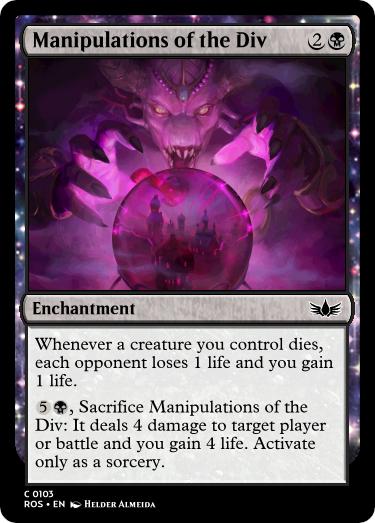 Manipulations of the Div 2
Enchantment
Whenever a creature you control dies,
each opponent loses 1 life and you gain
1 life.
5, Sacrifice Manipulations of the
Div: It deals 4 damage to target player
or battle and you gain 4 life. Activate
only as a sorcery.
C 0103
ROS • EN Helder Almeida